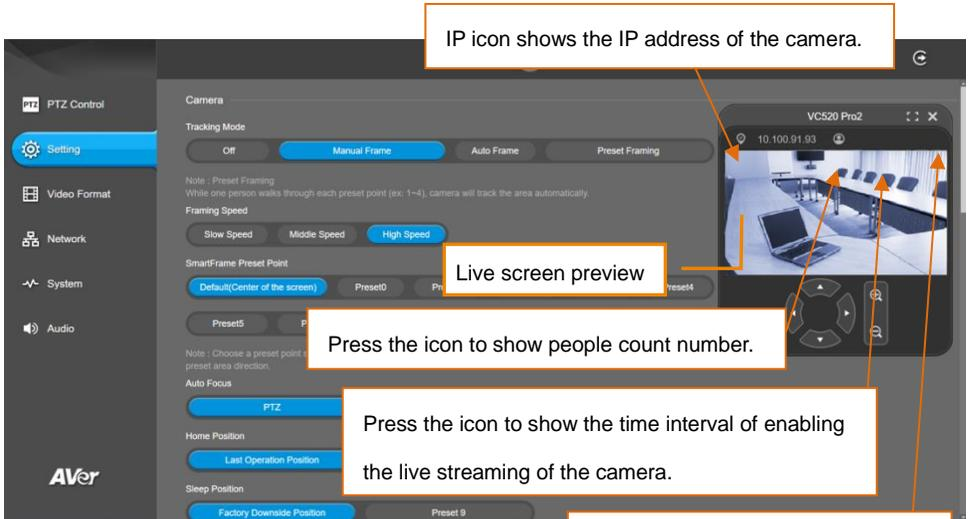 IP icon shows the IP address of the camera.
PTZ PTZ Control
Setting
Video Format
Network
System
Audio
AVer
Camera
Tracking Mode
Off Manual Frame Auto Frame Preset Framing
Note : Preset Framing
While one person walks through each preset point (ex: 1~4), camera will track the area automatically.
Framing Speed
Slow Speed Middle Speed High Speed
SmartFrame Preset Point
Default(Center of the screen) Preset0
Preset5
Note : Choose a preset point
preset area direction.
Auto Focus
PTZ
Home Position
Last Operation Position
Sleep Position
Factory Downside Position Preset 9
VC520 Pro2
10.100.91.93
Live screen preview
Press the icon to show people count number.
Press the icon to show the time interval of enabling
the live streaming of the camera.